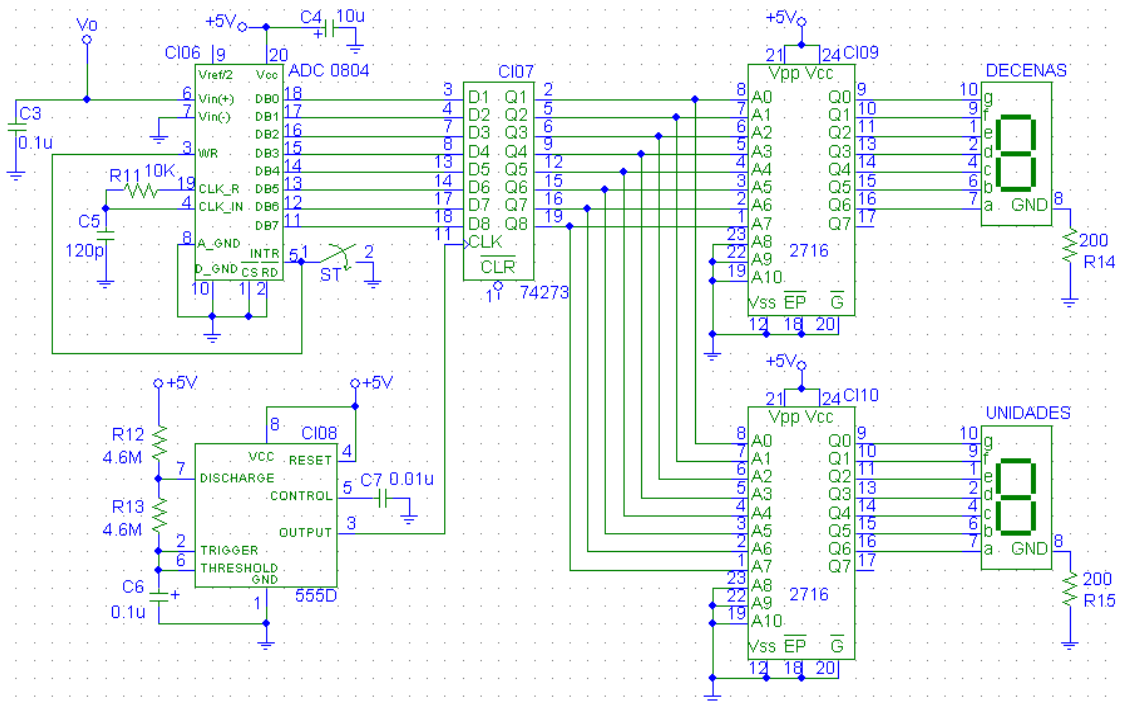 Vo
+5V
C4
10u
+
CI06
9
20
Vref/2
Vcc
ADC 0804
C3
0.1u
6
Vin(+)
DB0
18
7
Vin(-)
DB1
17
DB2
16
3
WR
DB3
15
DB4
14
R11
10K
19
CLK_R
DB5
13
4
CLK_IN
DB6
12
DB7
11
C5
120p
8
A_GND
INTR
5
D_GND
CS
RD
10
1
2
1
2
ST
CI07
3
D1
Q1
2
4
D2
Q2
5
7
D3
Q3
6
8
D4
Q4
9
13
D5
Q5
12
14
D6
Q6
15
17
D7
Q7
16
18
D8
Q8
19
11
CLK
CLR
1
74273
+5V
21
24
CI09
Vpp
Vcc
8
A0
Q0
9
7
A1
Q1
10
6
A2
Q2
11
5
A3
Q3
13
4
A4
Q4
14
3
A5
Q5
15
2
A6
Q6
16
1
A7
Q7
17
23
A8
22
A9
2716
19
A10
Vss
EP
G
12
18
20
DECENAS
10
g
9
f
1
e
2
d
4
c
6
b
7
a
GND
8
200
R14
+5V
+5V
R12
4.6M
8
CI08
VCC
RESET
4
7
DISCHARGE
CONTROL
5
C7
0.01u
R13
4.6M
OUTPUT
3
2
TRIGGER
6
THRESHOLD
GND
C6
+
0.1u
1
555D
+5V
21
24
CI10
Vpp
Vcc
8
A0
Q0
9
7
A1
Q1
10
6
A2
Q2
11
5
A3
Q3
13
4
A4
Q4
14
3
A5
Q5
15
2
A6
Q6
16
1
A7
Q7
17
23
A8
22
A9
2716
19
A10
Vss
EP
G
12
18
20
UNIDADES
10
g
9
f
1
e
2
d
4
c
6
b
7
a
GND
8
200
R15